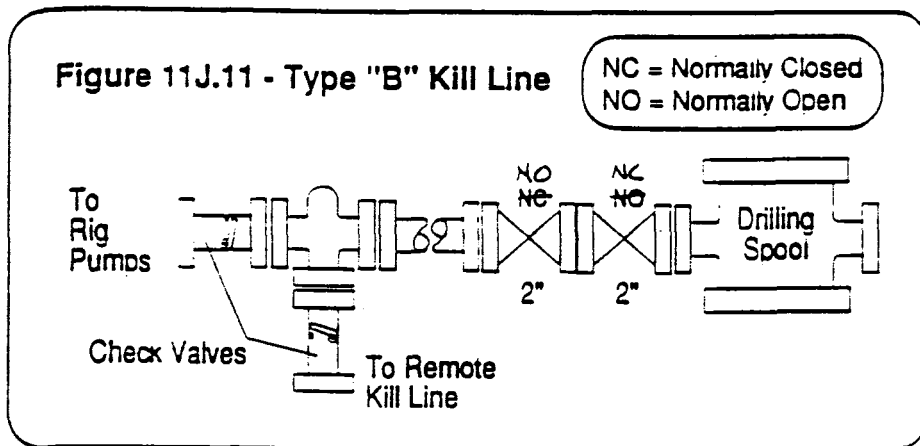 Figure 11J.11 - Type "B" Kill Line
NC = Normally Closed
NO = Normally Open
NO NC
NC NO
To
Rig
Pumps
Drilling
Spool
2" 2"
Check Valves
To Remote
Kill Line